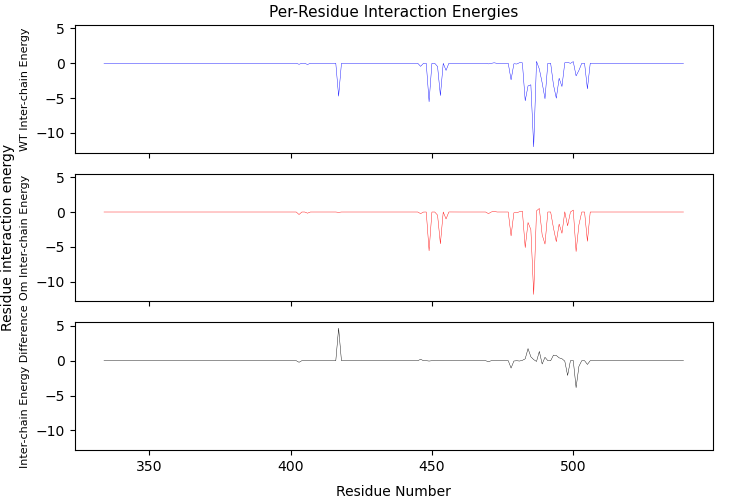 Per-Residue Interaction Energies
Residue interaction energy
WT Inter-chain Energy
5
0
−5
−10
Om Inter-chain Energy
5
0
−5
−10
Inter-chain Energy Difference
5
0
−5
−10
350
400
450
500
Residue Number